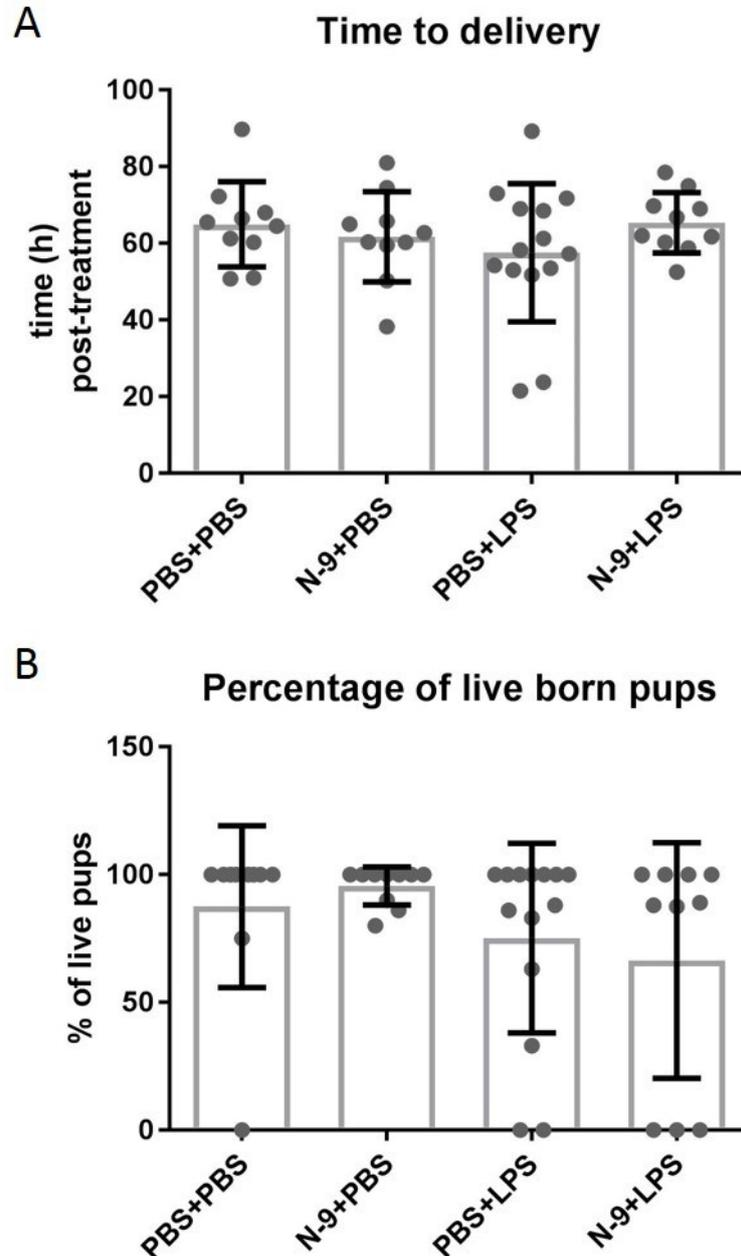 A
Time to delivery
100
80
60
40
20
0
time (h)
post-treatment
PBS+PBS
N-9+PBS
PBS+LPS
N-9+LPS
B
Percentage of live born pups
150
100
50
0
% of live pups
PBS+PBS
N-9+PBS
PBS+LPS
N-9+LPS